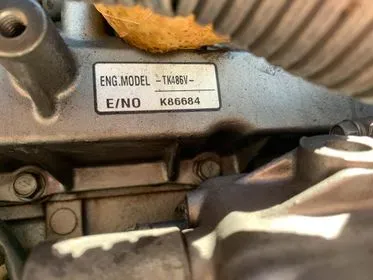 ENG.MODEL -TK486V-
E/NO K86684